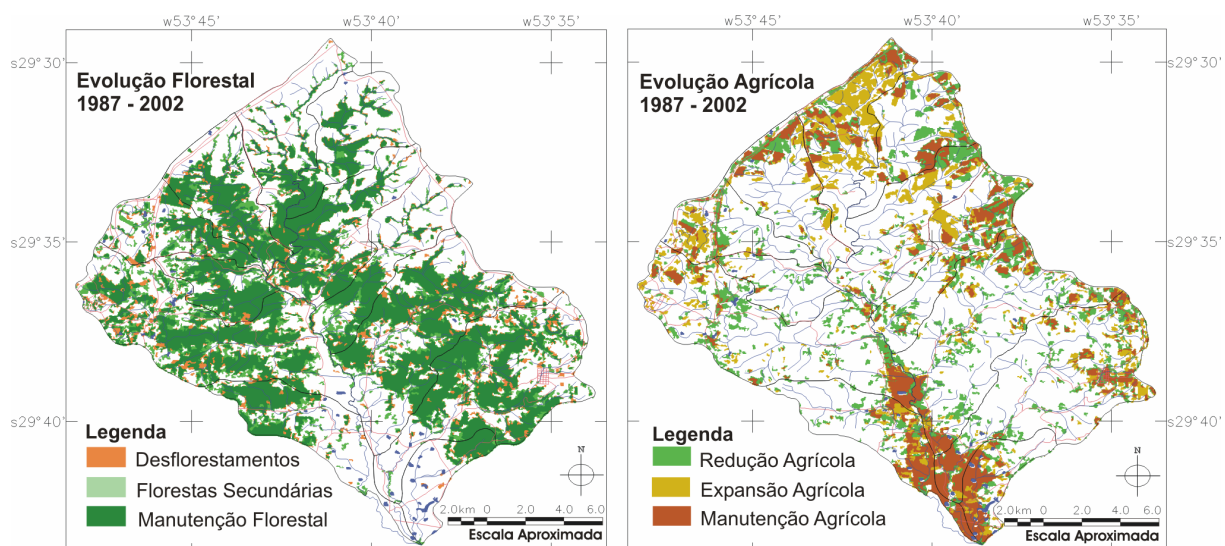 w53°45' w53°40' w53°35'
s29°30'
Evolução Florestal
1987 - 2002
s29°35'
s29°40'
Legenda
Desflorestamentos
Florestas Secundárias
Manutenção Florestal
N
2.0km 0 2.0 4.0 6.0
Escala Aproximada
w53°45' w53°40' w53°35'
s29°30'
Evolução Agrícola
1987 - 2002
s29°35'
s29°40'
Legenda
Redução Agrícola
Expansão Agrícola
Manutenção Agrícola
N
2.0km 0 2.0 4.0 6.0
Escala Aproximada